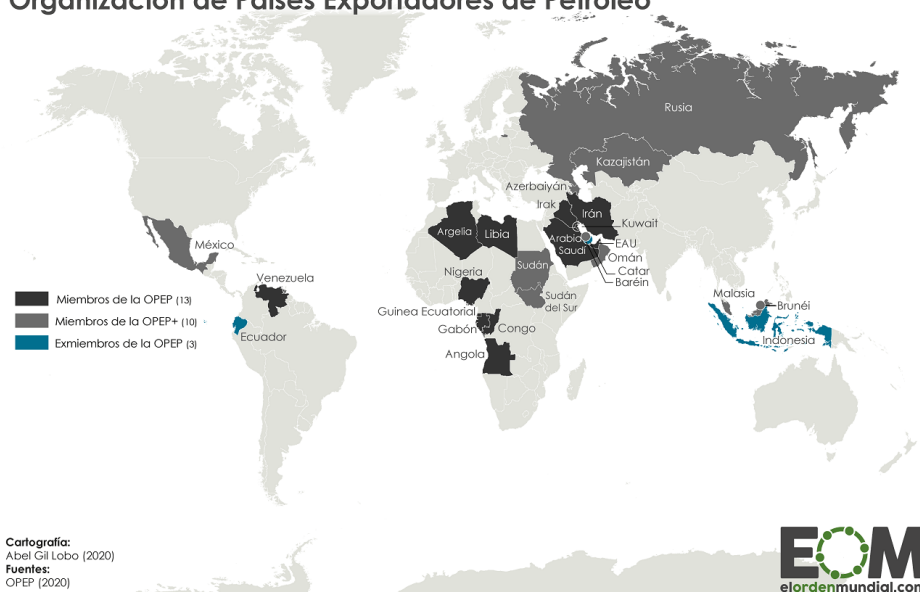 Organización de Países Exportadores de Petróleo
Rusia
Kazajistán
Azerbaiyán
Irak
Irán
Kuwait
Argelia
Libia
Arabia
Saudí
EAU
Omán
Catar
Baréin
México
Sudán
Nigeria
Venezuela
Sudán
del Sur
Malasia
Brunéi
Miembros de la OPEP (13)
Miembros de la OPEP+ (10)
Exmiembros de la OPEP (3)
Guinea Ecuatorial
Gabón
Congo
Ecuador
Indonesia
Angola
Cartografía:
Abel Gil Lobo (2020)
Fuentes:
OPEP (2020)
EOM
elordenmundial.com